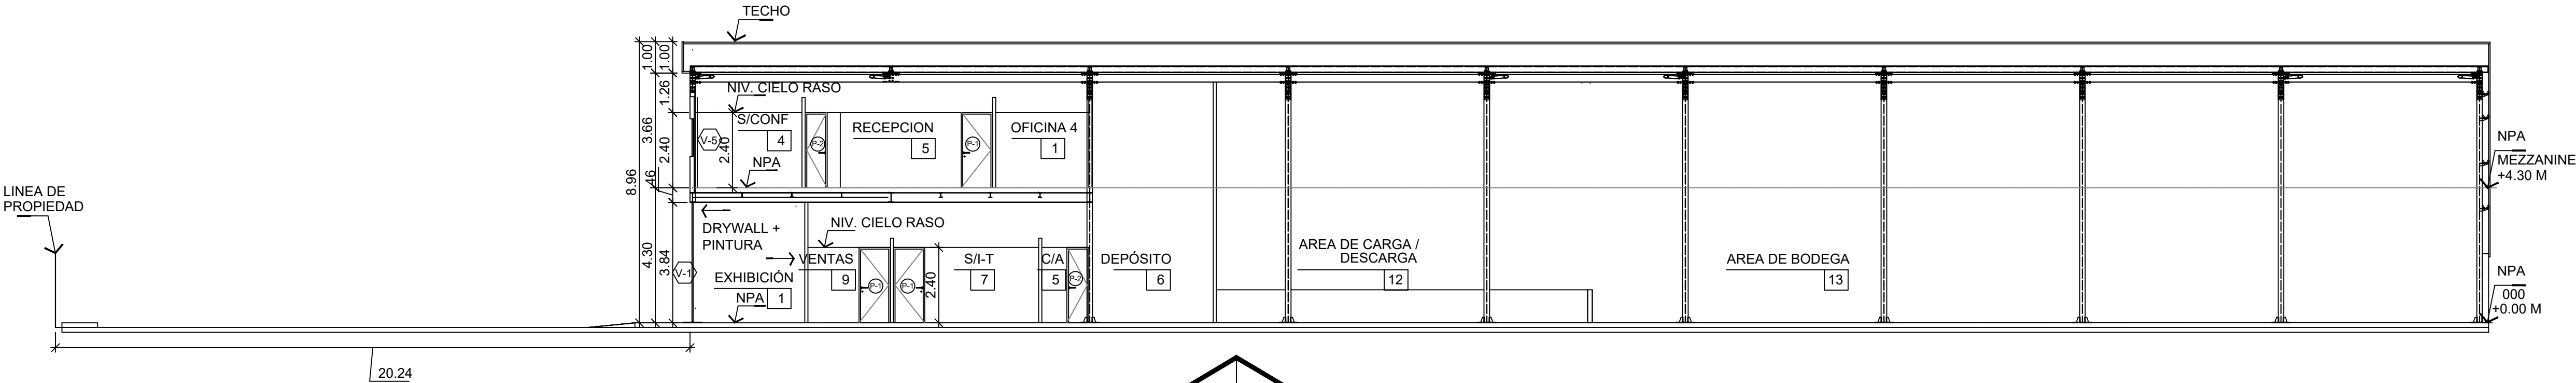 TECHO
1.00
1.00
1.26
NIV. CIELO RASO
S/CONF
4
V-5
2.40
P-2
RECEPCION
5
P-1
OFICINA 4
1
NPA
3.66
2.40
8.96
.46
NPA
MEZZANINE
+4.30 M
LINEA DE
PROPIEDAD
DRYWALL +
PINTURA
NIV. CIELO RASO
4.30
3.84
V-1
VENTAS
9
EXHIBICIÓN
1
NPA
P-1
P-1
2.40
S/I-T
7
C/A
5
P-2
DEPÓSITO
6
AREA DE CARGA /
DESCARGA
12
AREA DE BODEGA
13
NPA
000
+0.00 M
20.24